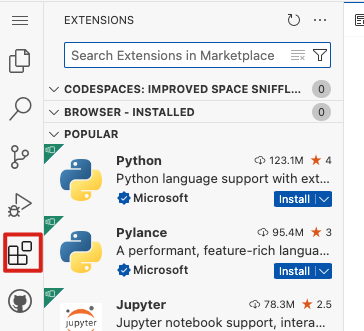 EXTENSIONS
Search Extensions in Marketplace
CODESPACES: IMPROVED SPACE SNIFFL... 0
BROWSER - INSTALLED 0
POPULAR
Python 123.1M 4
Python language support with ext...
Microsoft Install
Pylance 95.4M 3
A performant, feature-rich langua...
Microsoft Install
Jupyter 78.3M 2.5
jupyter Jupyter notebook support, intera...